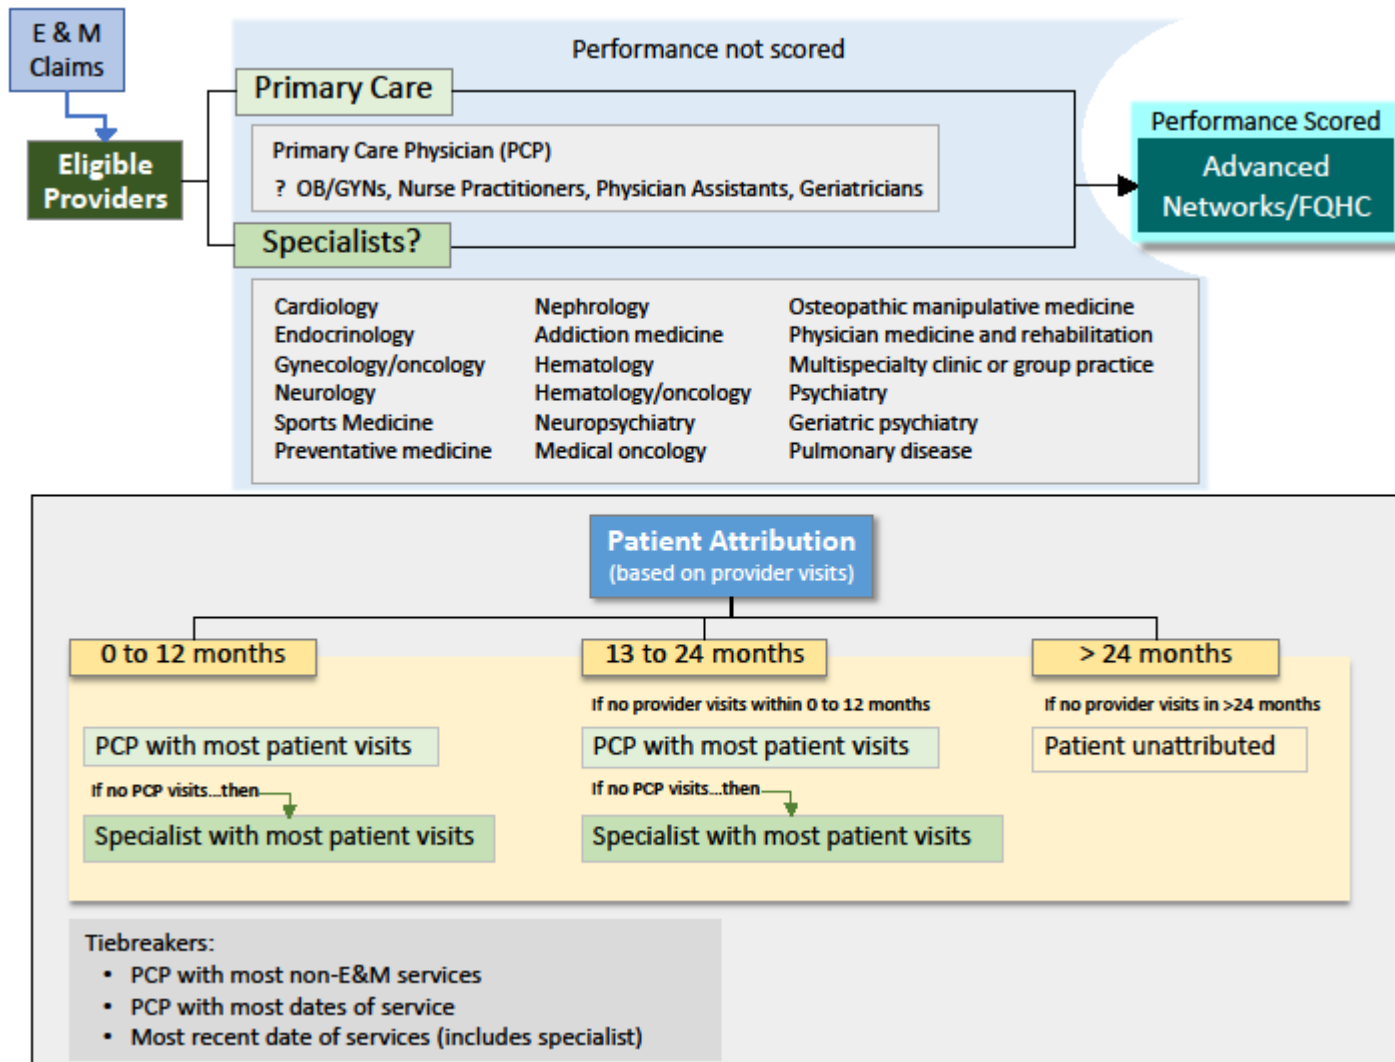 E & M
Claims
Performance not scored
Primary Care
Performance Scored
Eligible
Providers
Primary Care Physician (PCP)
? OB/GYNs, Nurse Practitioners, Physician Assistants, Geriatricians
Advanced
Networks/FQHC
Specialists?
Cardiology
Endocrinology
Gynecology/oncology
Neurology
Sports Medicine
Preventative medicine
Nephrology
Addiction medicine
Hematology
Hematology/oncology
Neuropsychiatry
Medical oncology
Osteopathic manipulative medicine
Physician medicine and rehabilitation
Multispecialty clinic or group practice
Psychiatry
Geriatric psychiatry
Pulmonary disease
Patient Attribution
(based on provider visits)
0 to 12 months
PCP with most patient visits
If no PCP visits...then
Specialist with most patient visits
13 to 24 months
If no provider visits within 0 to 12 months
PCP with most patient visits
If no PCP visits...then
Specialist with most patient visits
> 24 months
If no provider visits in >24 months
Patient unattributed
Tiebreakers:
• PCP with most non-E&M services
• PCP with most dates of service
• Most recent date of services (includes specialist)